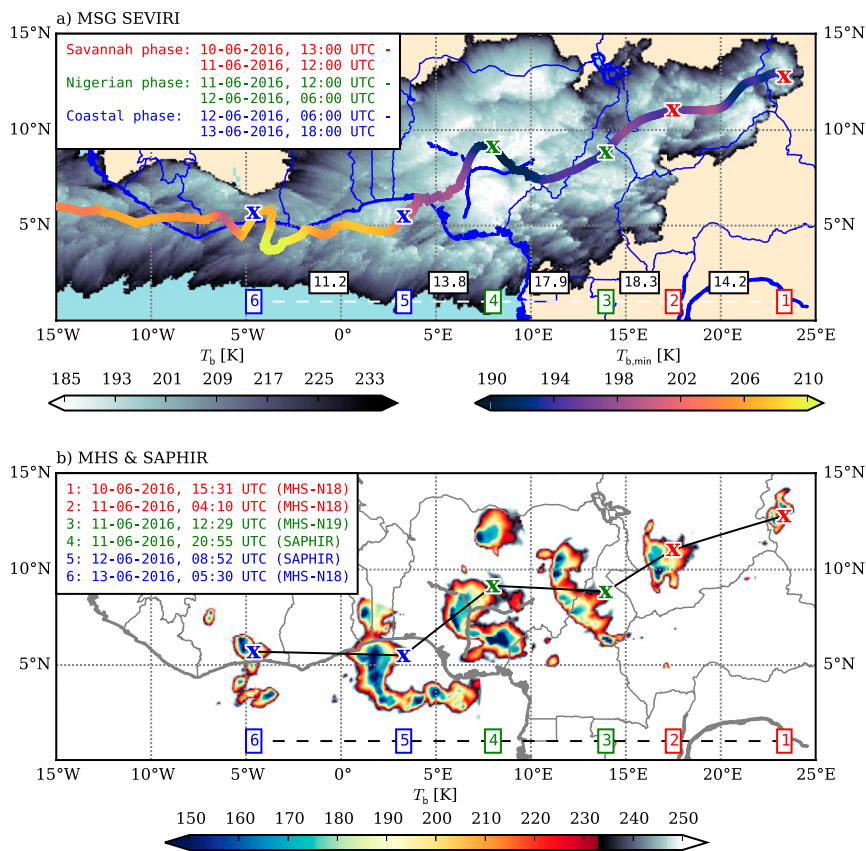 a) MSG SEVIRI
15°N 15°N
Savannah phase: 10-06-2016, 13:00 UTC -
11-06-2016, 12:00 UTC
Nigerian phase: 11-06-2016, 12:00 UTC -
12-06-2016, 06:00 UTC
Coastal phase: 12-06-2016, 06:00 UTC -
13-06-2016, 18:00 UTC
x x x x x x
10°N 10°N
5°N 5°N
11.2 13.8 17.9 18.3 14.2
6 5 4 3 2 1
15°W 10°W 5°W 0° 5°E 10°E 15°E 20°E 25°E
T_b [K] T_b,min [K]
185 193 201 209 217 225 233 190 194 198 202 206 210
b) MHS & SAPHIR
15°N 15°N
1: 10-06-2016, 15:31 UTC (MHS-N18)
2: 11-06-2016, 04:10 UTC (MHS-N18)
3: 11-06-2016, 12:29 UTC (MHS-N19)
4: 11-06-2016, 20:55 UTC (SAPHIR)
5: 12-06-2016, 08:52 UTC (SAPHIR)
6: 13-06-2016, 05:30 UTC (MHS-N18)
x x x x x x
10°N 10°N
5°N 5°N
6 5 4 3 2 1
15°W 10°W 5°W 0° 5°E 10°E 15°E 20°E 25°E
T_b [K]
150 160 170 180 190 200 210 220 230 240 250